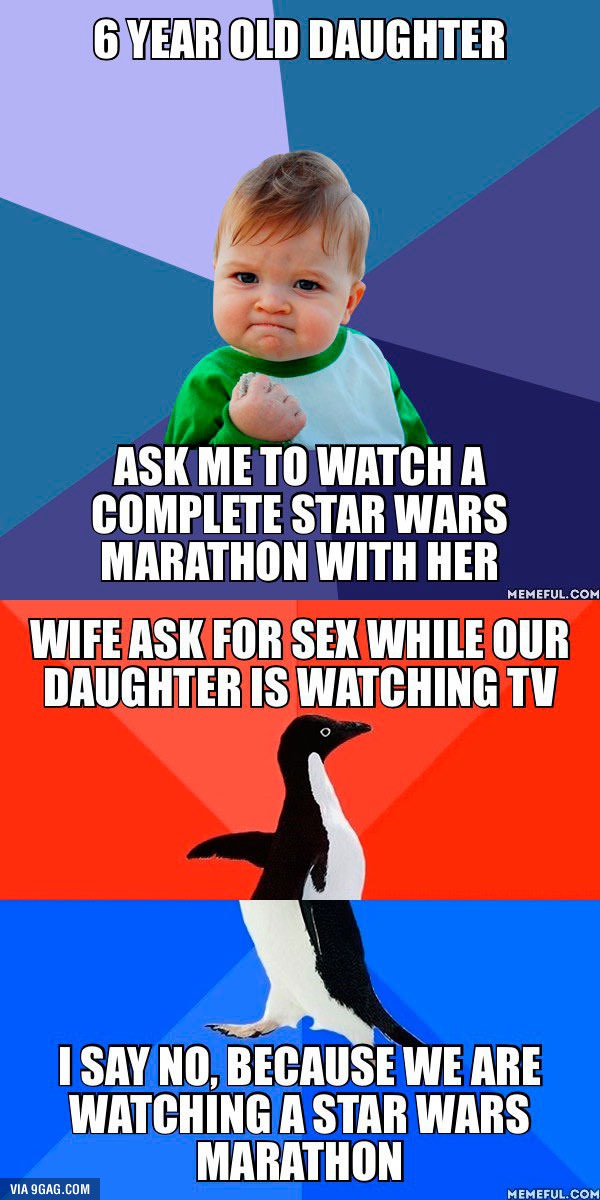 6 YEAR OLD DAUGHTER
ASK ME TO WATCH A
COMPLETE STAR WARS
MARATHON WITH HER
MEMEFUL.COM
WIFE ASK FOR SEX WHILE OUR
DAUGHTER IS WATCHING TV
I SAY NO, BECAUSE WE ARE
WATCHING A STAR WARS
MARATHON
VIA 9GAG.COM
MEMEFUL.COM